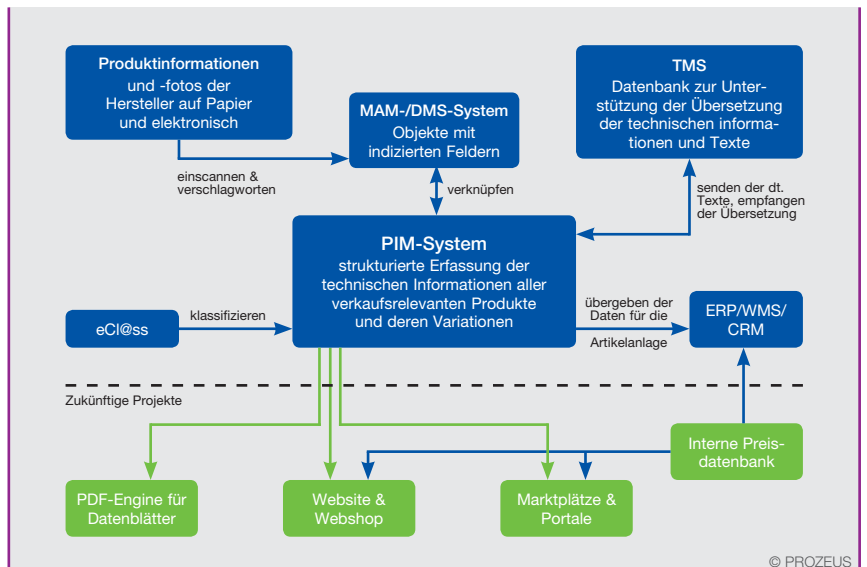 Produktinformationen
und -fotos der
Hersteller auf Papier
und elektronisch
TMS
Datenbank zur Unter-
stützung der Übersetzung
der technischen informa-
tionen und Texte
MAM-/DMS-System
Objekte mit
indizierten Feldern
einscannen &
verschlagworten
verknüpfen
senden der dt.
Texte, empfangen
der Übersetzung
PIM-System
strukturierte Erfassung der
technischen Informationen aller
verkaufsrelevanten Produkte
und deren Variationen
eCl@ss
klassifizieren
übergeben der
Daten für die
Artikelanlage
ERP/WMS/
CRM
Zukünftige Projekte
Interne Preis-
datenbank
PDF-Engine für
Datenblätter
Website &
Webshop
Marktplätze &
Portale
© PROZEUS